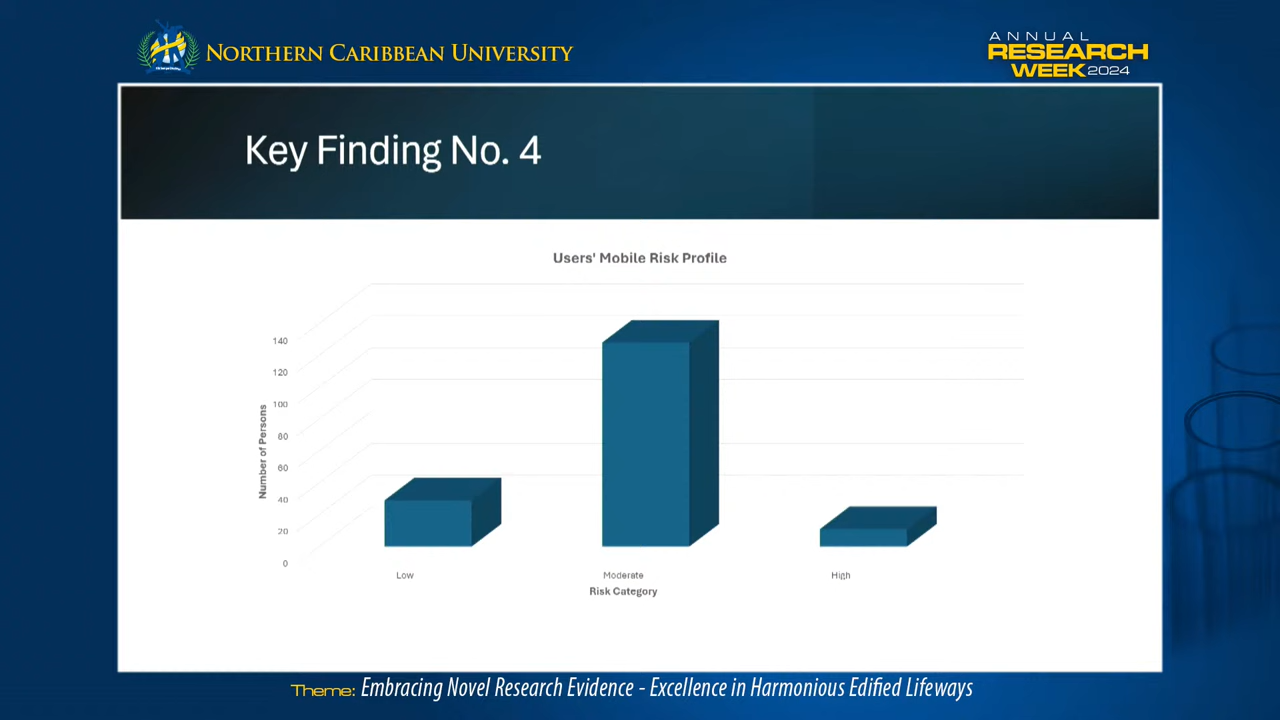 NORTHERN CARIBBEAN UNIVERSITY
ANNUAL
RESEARCH
WEEK 2024
Key Finding No. 4
Users' Mobile Risk Profile
Number of Persons
140
120
100
80
60
40
20
0
Low
Moderate
High
Risk Category
Theme: Embracing Novel Research Evidence - Excellence in Harmonious Edified Lifeways